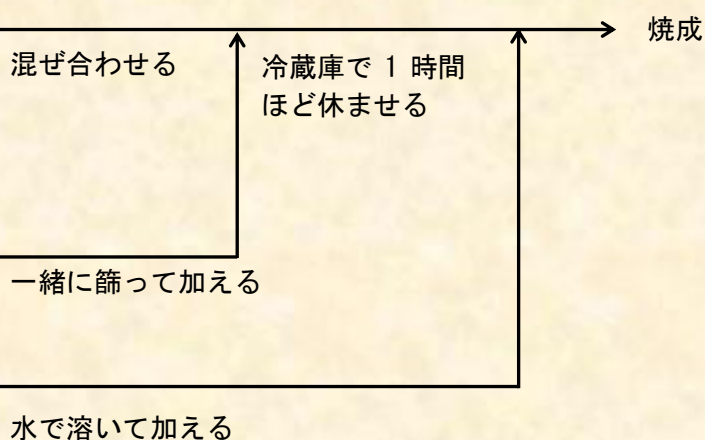 焼成
混ぜ合わせる
冷蔵庫で 1 時間
ほど休ませる
一緒に篩って加える
水で溶いて加える